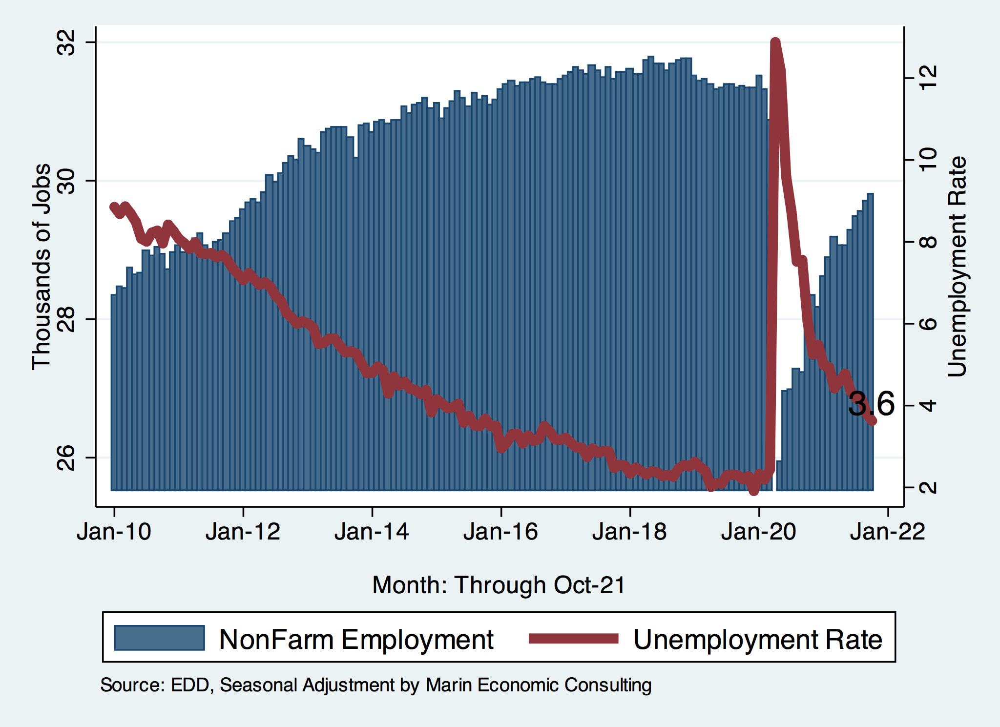 32
30
28
26
Thousands of Jobs
12
10
8
6
4
2
Unemployment Rate
3.6
Jan-10 Jan-12 Jan-14 Jan-16 Jan-18 Jan-20 Jan-22
Month: Through Oct-21
NonFarm Employment Unemployment Rate
Source: EDD, Seasonal Adjustment by Marin Economic Consulting